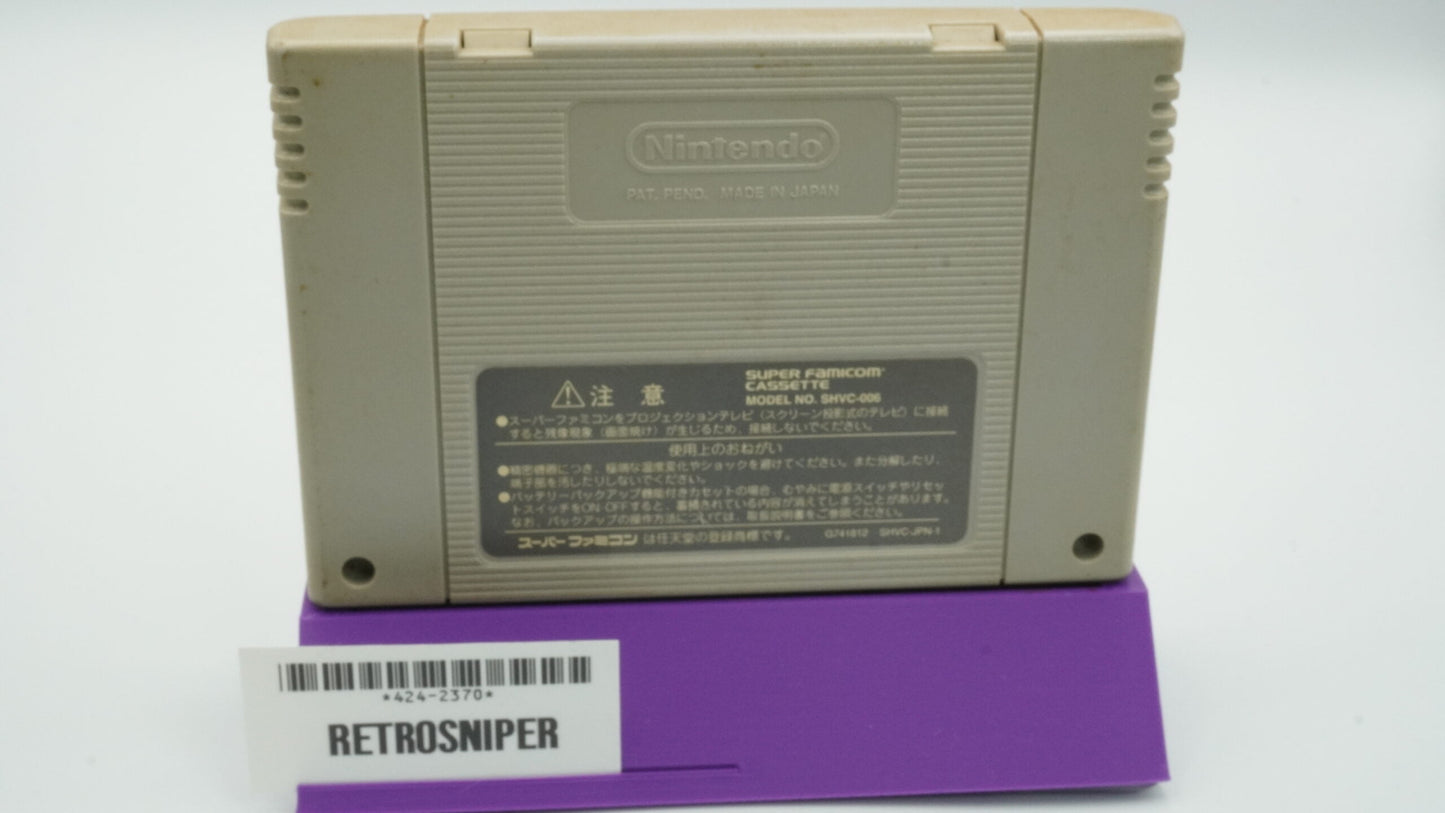 Nintendo
PAT. PEND. MADE IN JAPAN
注 意
SUPER FAMICOM
CASSETTE
MODEL NO. SHVC-006
●スーパーファミコンをプロジェクションテレビ（スクリーン投影式のテレビ）に接続
すると残像現象（画面焼け）が生じるため、接続しないでください。
使用上のおねがい
●精密機器につき、極端な温度変化やショックを避けてください。また分解したり、
端子部を汚したりしないでください。
●バッテリーバックアップ機能付きカセットの場合、むやみに電源スイッチやリセッ
トスイッチをON OFFすると、蓄積されている内容が消えてしまうことがあります。
なお、バックアップの操作方法については、取扱説明書をご参照ください。
スーパーファミコン は任天堂の登録商標です。 G741812 SHVC-JPN-1
*424-2370*
RETROSNIPER